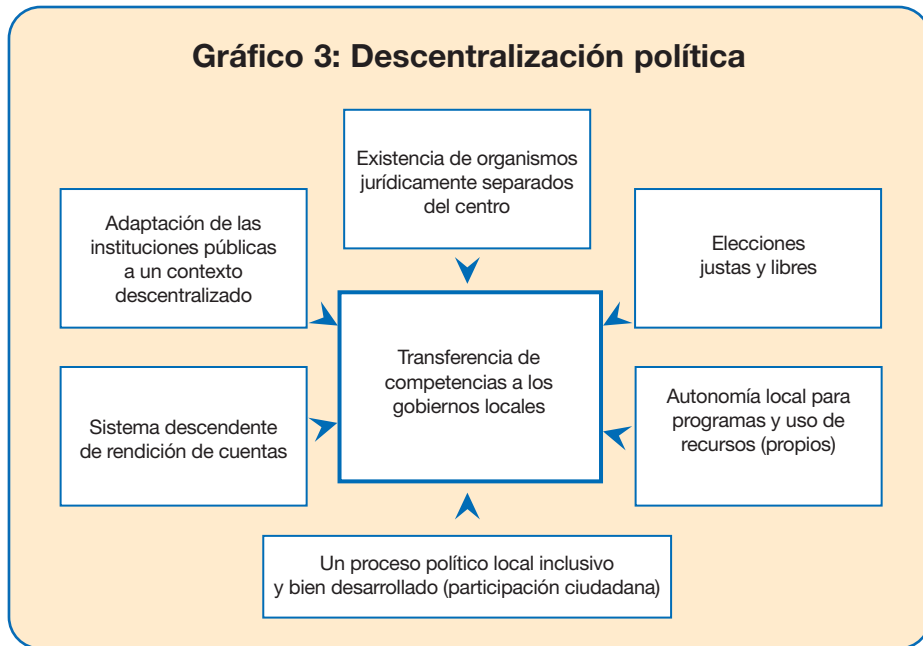 Gráfico 3: Descentralización política
Existencia de organismos
jurídicamente separados
del centro
Adaptación de las
instituciones públicas
a un contexto
descentralizado
Elecciones
justas y libres
Transferencia de
competencias a los
gobiernos locales
Sistema descendente
de rendición de cuentas
Autonomía local para
programas y uso de
recursos (propios)
Un proceso político local inclusivo
y bien desarrollado (participación ciudadana)